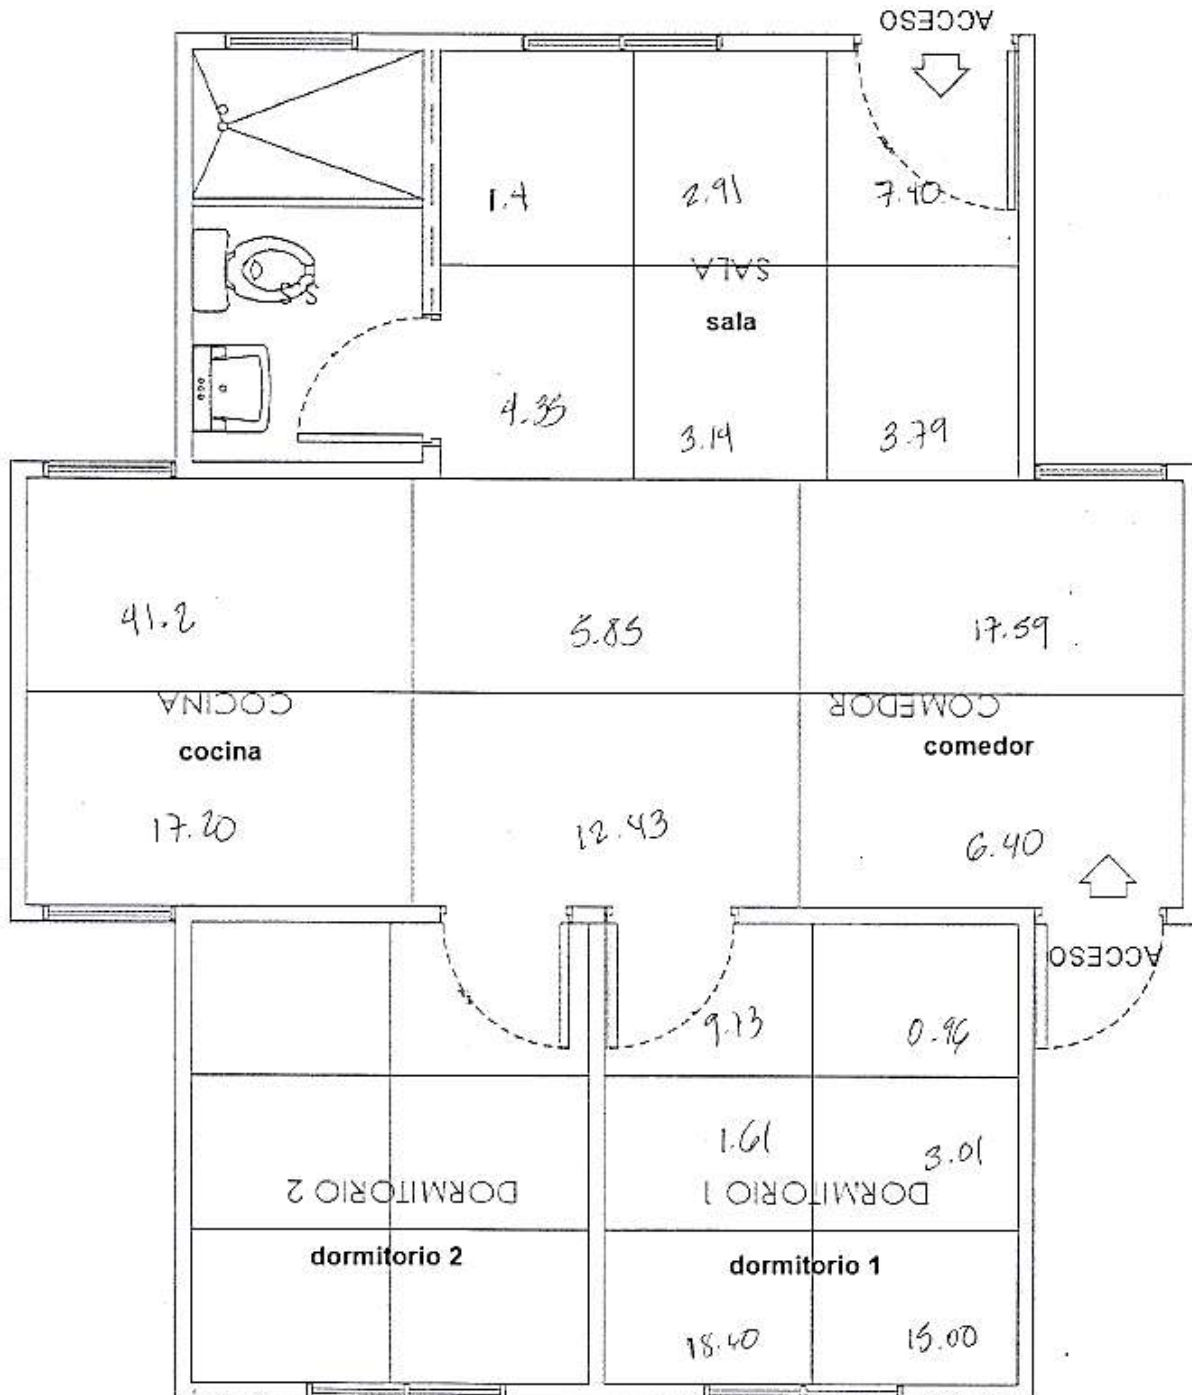 ACCESO
1.4 2.91 7.40
SALA
sala
4.35 3.14 3.79
41.2 5.85 17.59
COCINA COMEDOR
cocina comedor
17.20 12.43 6.40
ACCESO
9.73 0.96
1.61 3.01
DORMITORIO 2 DORMITORIO 1
dormitorio 2 dormitorio 1
18.40 15.00